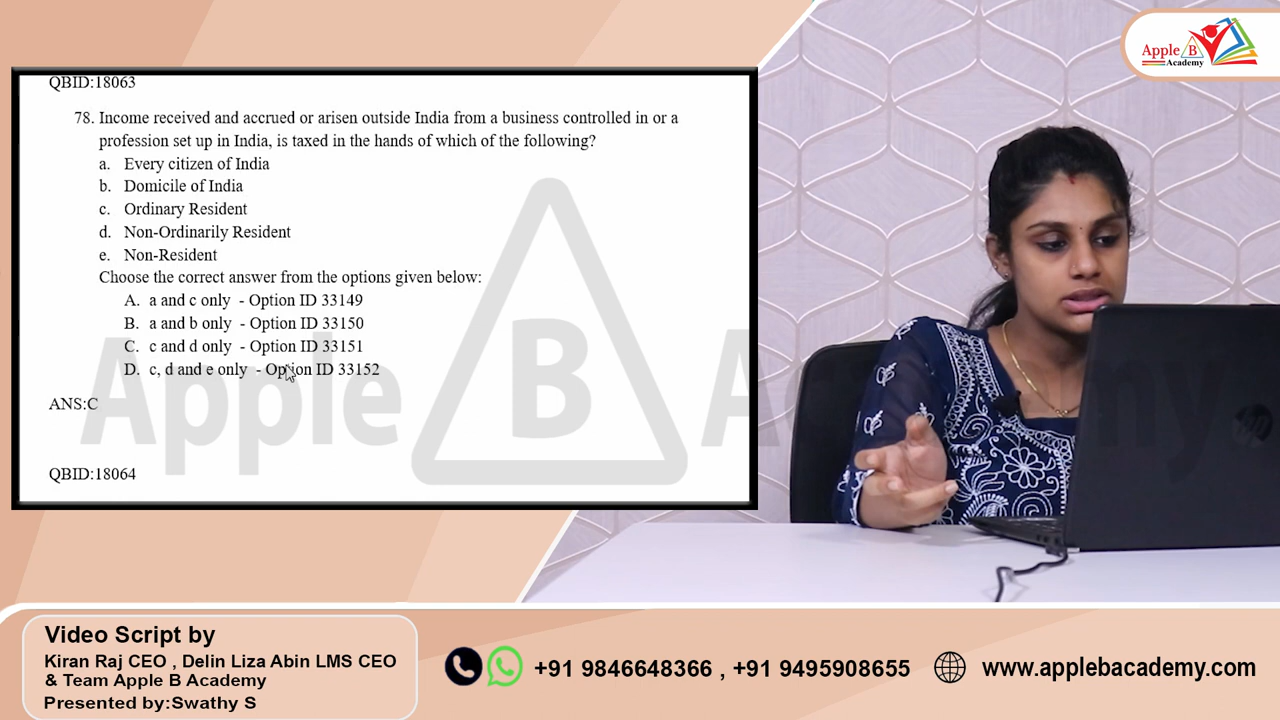 Apple B
Academy
QBID:18063
78. Income received and accrued or arisen outside India from a business controlled in or a
profession set up in India, is taxed in the hands of which of the following?
a. Every citizen of India
b. Domicile of India
c. Ordinary Resident
d. Non-Ordinarily Resident
e. Non-Resident
Choose the correct answer from the options given below:
A. a and c only - Option ID 33149
B. a and b only - Option ID 33150
C. c and d only - Option ID 33151
D. c, d and e only - Option ID 33152
ANS:C
QBID:18064
Apple B Academy
Video Script by
Kiran Raj CEO , Delin Liza Abin LMS CEO
& Team Apple B Academy
Presented by:Swathy S
+91 9846648366 , +91 9495908655
www.applebacademy.com